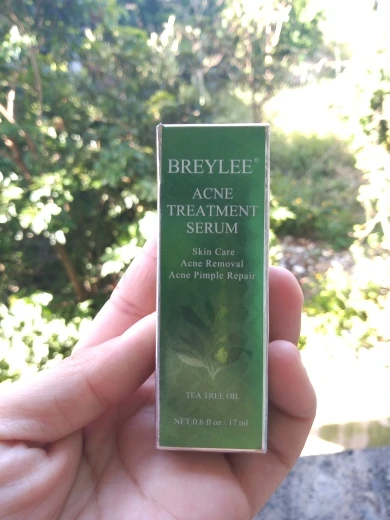 BREYLEE®
ACNE
TREATMENT
SERUM
Skin Care
Acne Removal
Acne Pimple Repair
TEA TREE OIL
NET:0.6 fl oz / 17 ml